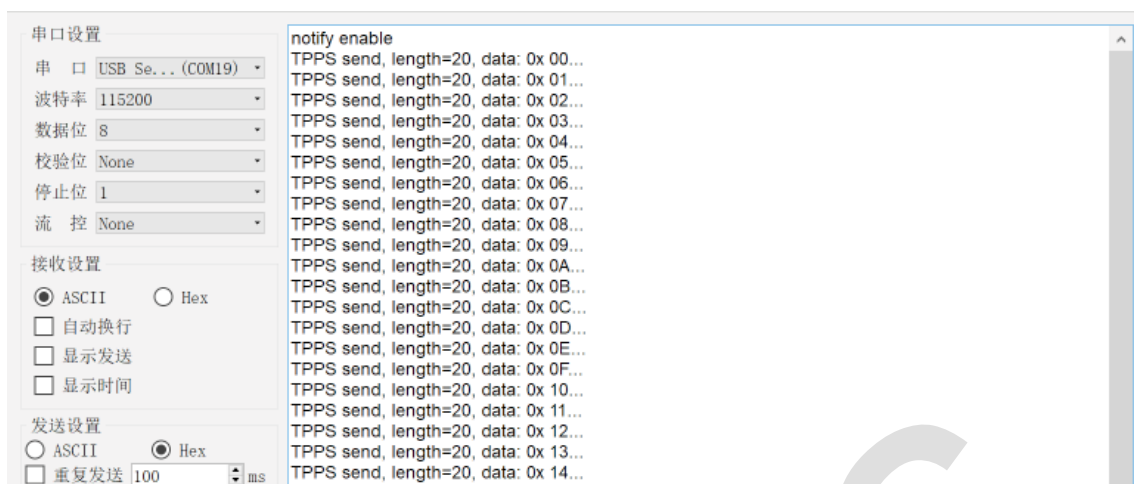 串口设置
串 口 USB Se...(COM19)
波特率 115200
数据位 8
校验位 None
停止位 1
流 控 None
接收设置
ASCII Hex
自动换行
显示发送
显示时间
发送设置
ASCII Hex
重复发送 100 ms
notify enable
TPPS send, length=20, data: 0x 00...
TPPS send, length=20, data: 0x 01...
TPPS send, length=20, data: 0x 02...
TPPS send, length=20, data: 0x 03...
TPPS send, length=20, data: 0x 04...
TPPS send, length=20, data: 0x 05...
TPPS send, length=20, data: 0x 06...
TPPS send, length=20, data: 0x 07...
TPPS send, length=20, data: 0x 08...
TPPS send, length=20, data: 0x 09...
TPPS send, length=20, data: 0x 0A...
TPPS send, length=20, data: 0x 0B...
TPPS send, length=20, data: 0x 0C...
TPPS send, length=20, data: 0x 0D...
TPPS send, length=20, data: 0x 0E...
TPPS send, length=20, data: 0x 0F...
TPPS send, length=20, data: 0x 10...
TPPS send, length=20, data: 0x 11...
TPPS send, length=20, data: 0x 12...
TPPS send, length=20, data: 0x 13...
TPPS send, length=20, data: 0x 14...